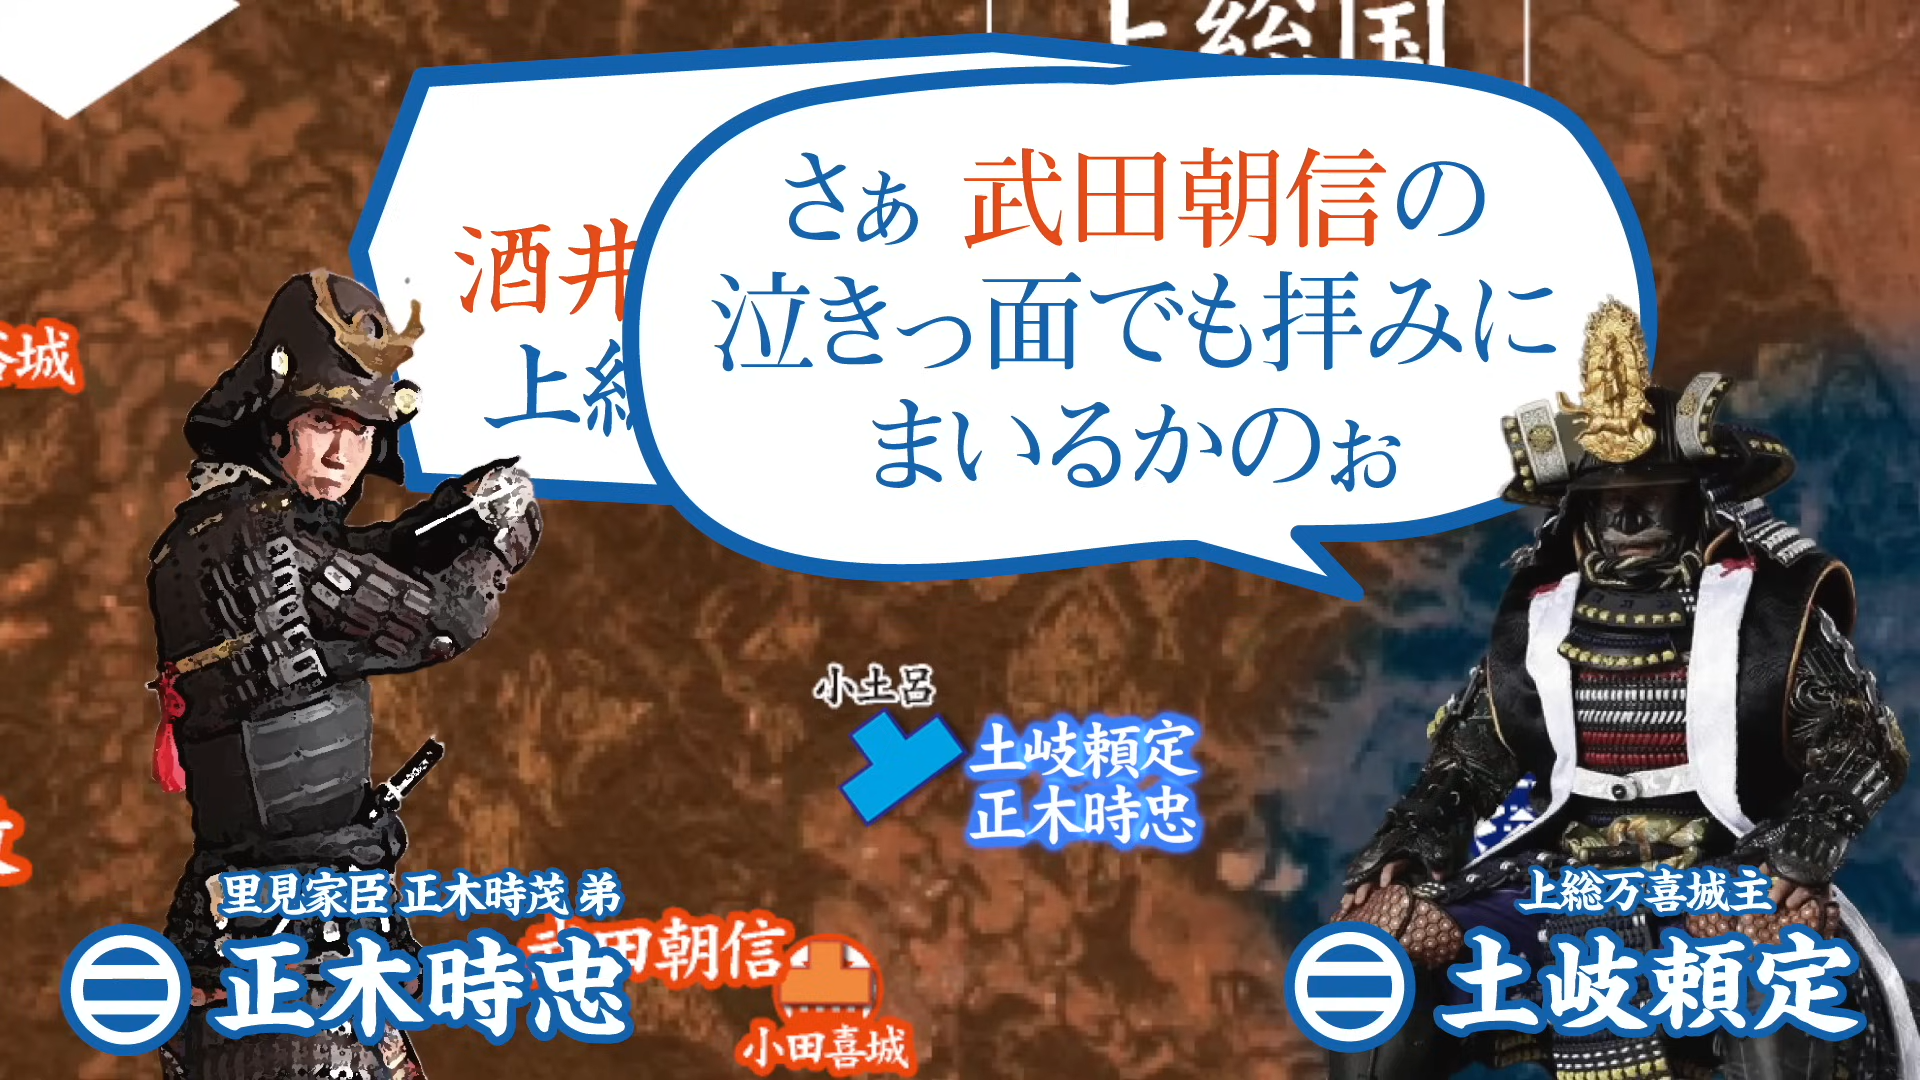 上総国
さぁ 武田朝信の
泣きっ面でも拝みに
まいるかのぉ
酒井
上総
城
小土呂
土岐頼定
正木時忠
里見家臣 正木時茂 弟
正木時忠
武田朝信
小田喜城
上総万喜城主
土岐頼定